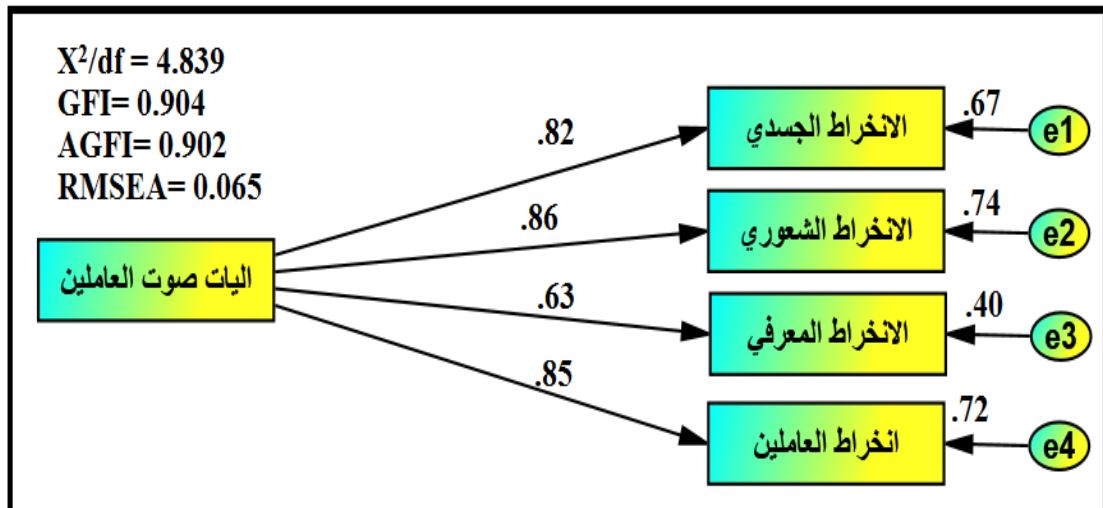 X²/df = 4.839
GFI= 0.904
AGFI= 0.902
RMSEA= 0.065
اليات صوت العاملين
.82
.86
.63
.85
الانخراط الجسدي
.67
e1
الانخراط الشعوري
.74
e2
الانخراط المعرفي
.40
e3
انخراط العاملين
.72
e4